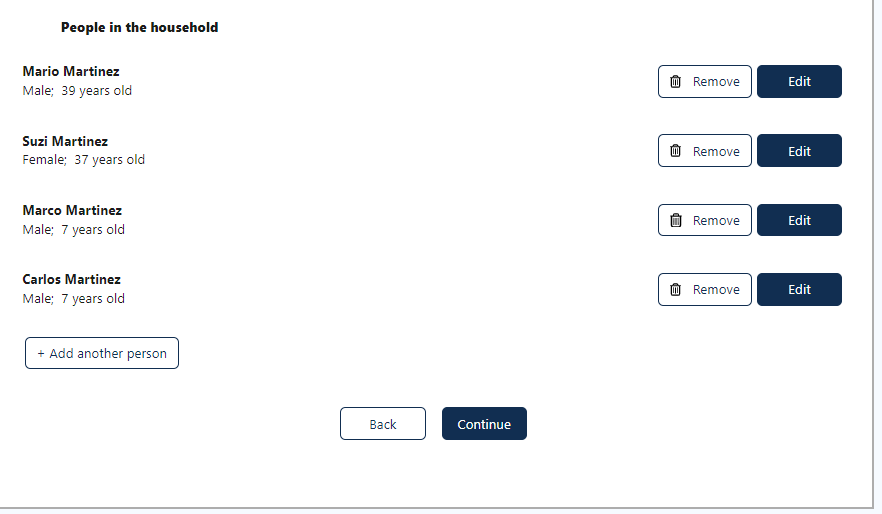 People in the household
Mario Martinez
Male;  39 years old
Remove
Edit
Suzi Martinez
Female;  37 years old
Remove
Edit
Marco Martinez
Male;  7 years old
Remove
Edit
Carlos Martinez
Male;  7 years old
Remove
Edit
+ Add another person
Back
Continue